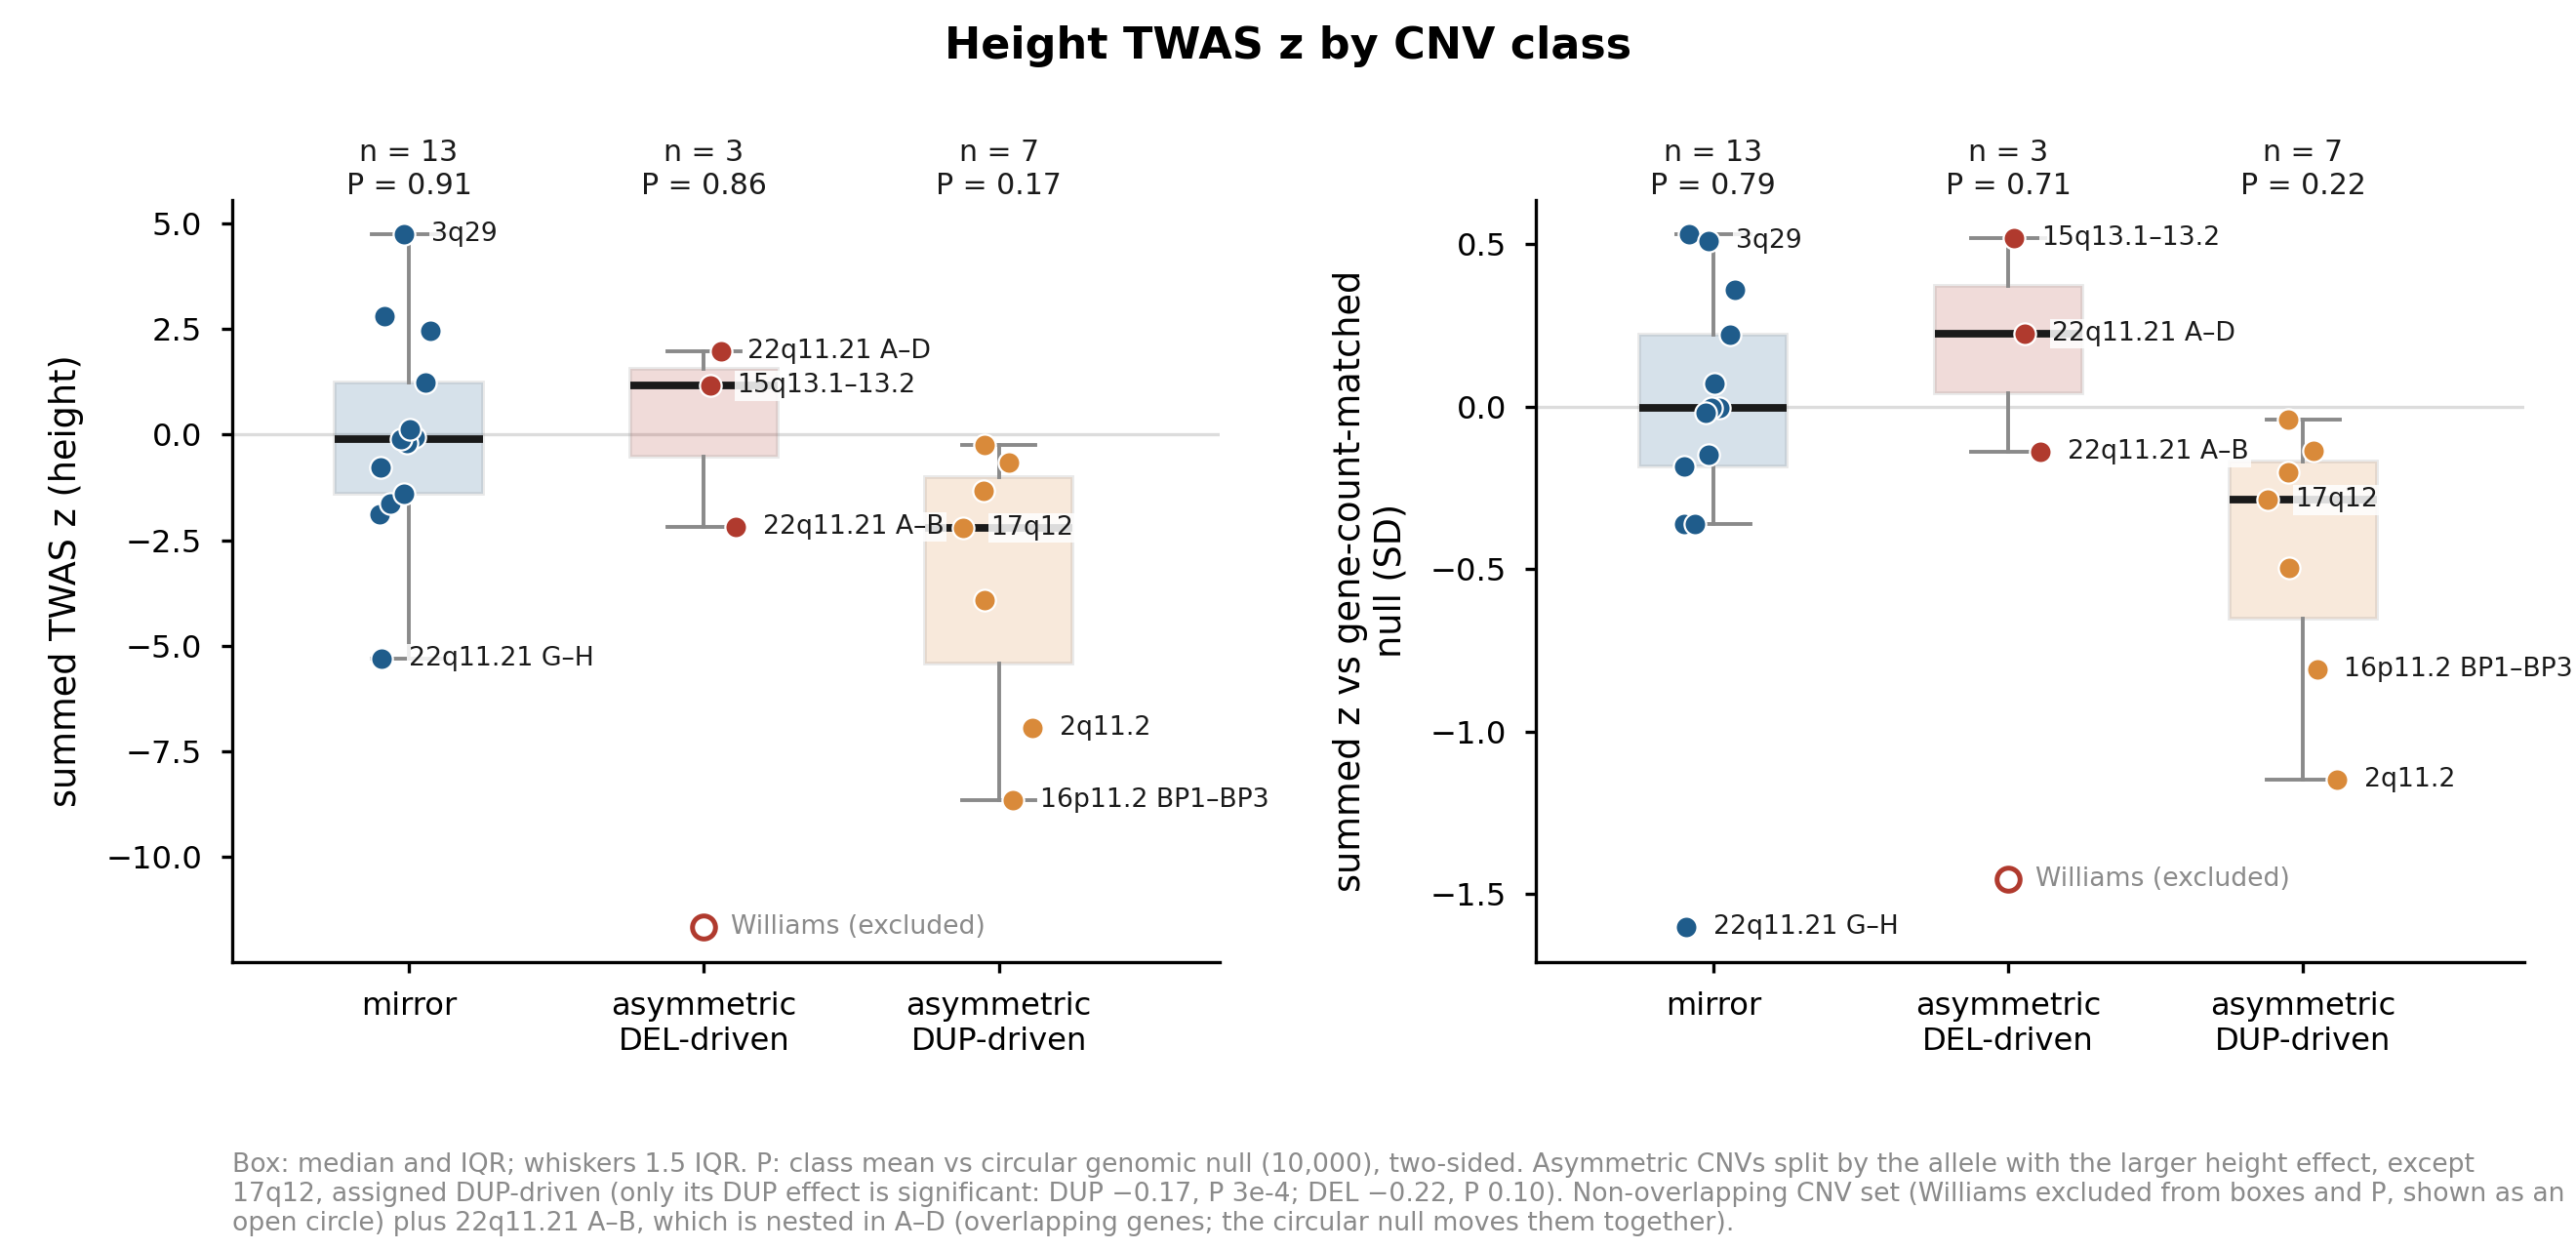 Height TWAS z by CNV class
n = 13
P = 0.91
n = 3
P = 0.86
n = 7
P = 0.17
summed TWAS z (height)
5.0
2.5
0.0
−2.5
−5.0
−7.5
−10.0
3q29
22q11.21 G–H
22q11.21 A–D
15q13.1–13.2
22q11.21 A–B
17q12
2q11.2
16p11.2 BP1–BP3
Williams (excluded)
mirror
asymmetric
DEL-driven
asymmetric
DUP-driven
n = 13
P = 0.79
n = 3
P = 0.71
n = 7
P = 0.22
summed z vs gene-count-matched
null (SD)
0.5
0.0
−0.5
−1.0
−1.5
3q29
22q11.21 G–H
15q13.1–13.2
22q11.21 A–D
22q11.21 A–B
17q12
16p11.2 BP1–BP3
2q11.2
Williams (excluded)
mirror
asymmetric
DEL-driven
asymmetric
DUP-driven
Box: median and IQR; whiskers 1.5 IQR. P: class mean vs circular genomic null (10,000), two-sided. Asymmetric CNVs split by the allele with the larger height effect, except
17q12, assigned DUP-driven (only its DUP effect is significant: DUP −0.17, P 3e-4; DEL −0.22, P 0.10). Non-overlapping CNV set (Williams excluded from boxes and P, shown as an
open circle) plus 22q11.21 A–B, which is nested in A–D (overlapping genes; the circular null moves them together).